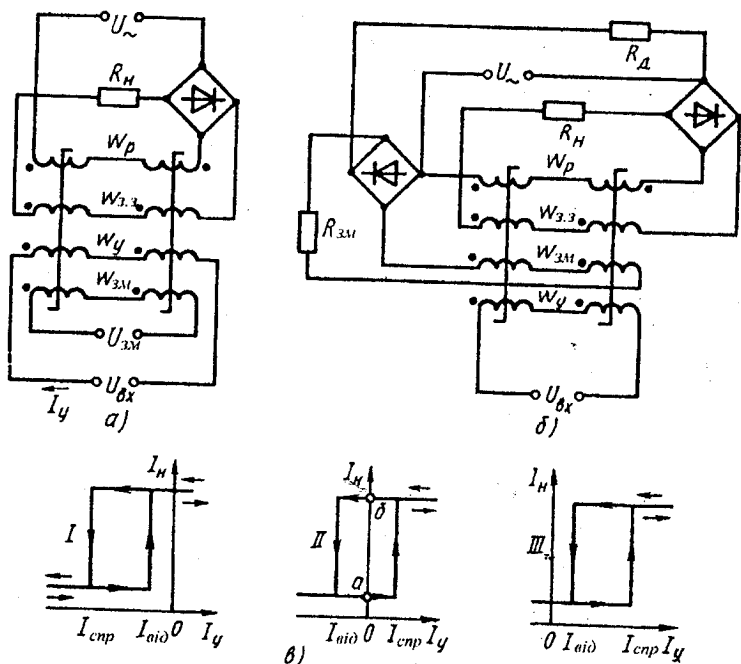 U~
Rн
Wр
Wз.з
Wу
Wзм
Uзм
Uвх
Iу
а)
Rд
U~
Rн
Rзм
Wр
Wз.з
Wзм
Wу
Uвх
б)
Iн
I
Iспр Iвід 0 Iу
Iн
б
II
а
Iвід 0 Iспр Iу
в)
Iн
III
0 Iвід Iспр Iу